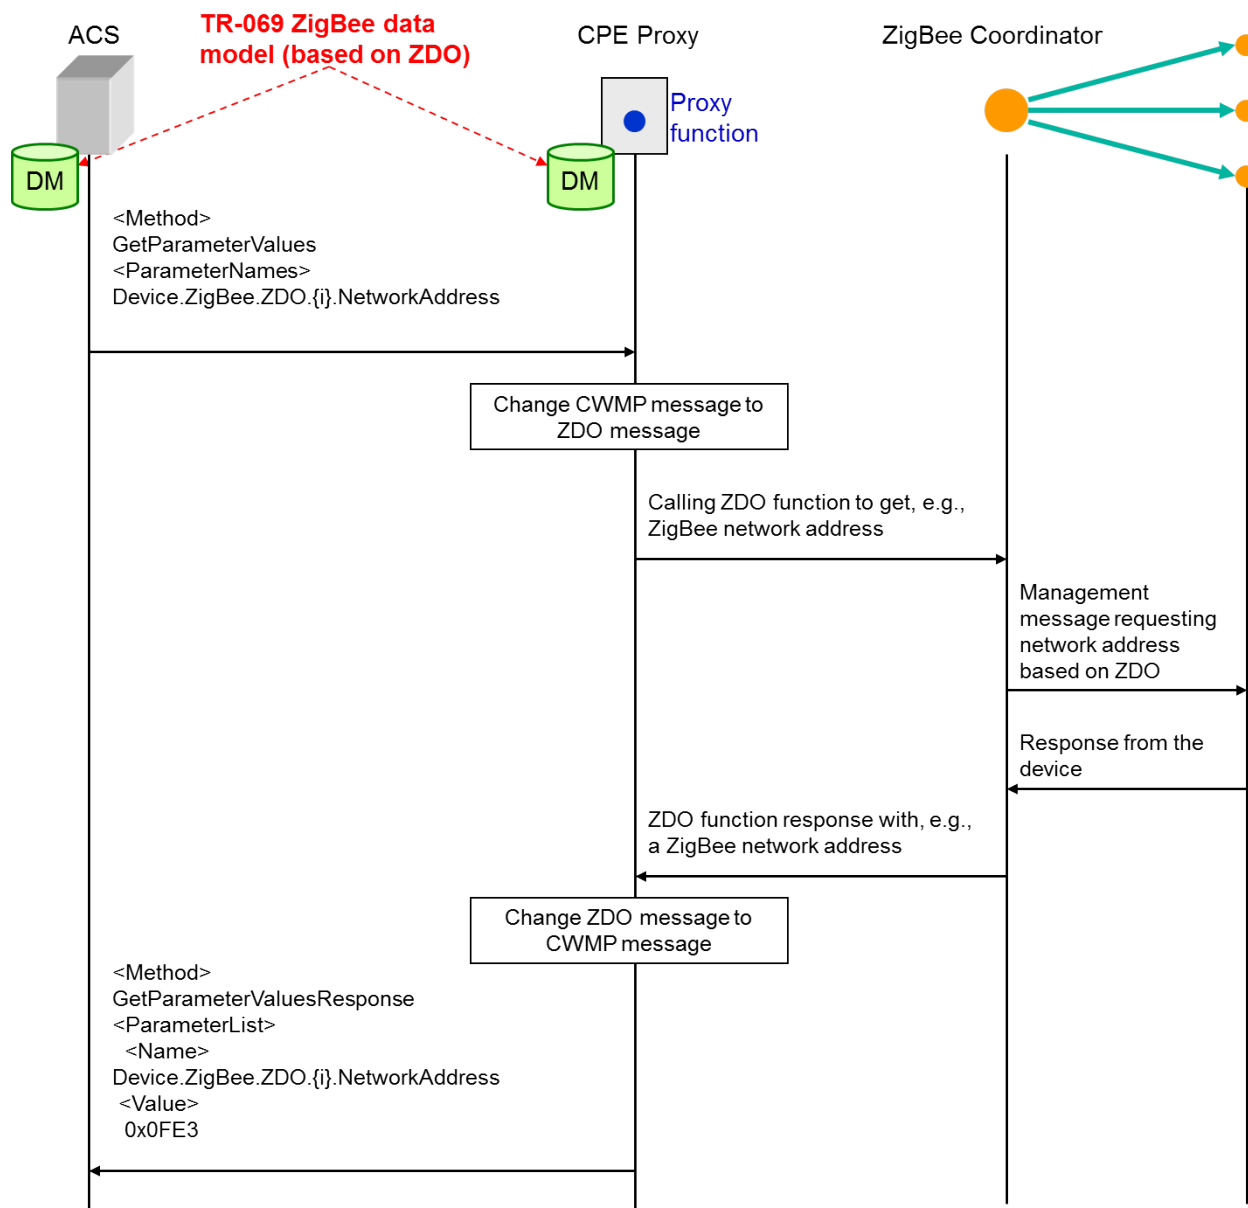 ACS
TR-069 ZigBee data
model (based on ZDO)
CPE Proxy
ZigBee Coordinator
Proxy
function
DM
DM
<Method>
GetParameterValues
<ParameterNames>
Device.ZigBee.ZDO.{i}.NetworkAddress
Change CWMP message to
ZDO message
Calling ZDO function to get, e.g.,
ZigBee network address
Management
message requesting
network address
based on ZDO
Response from the
device
ZDO function response with, e.g.,
a ZigBee network address
Change ZDO message to
CWMP message
<Method>
GetParameterValuesResponse
<ParameterList>
<Name>
Device.ZigBee.ZDO.{i}.NetworkAddress
<Value>
0x0FE3